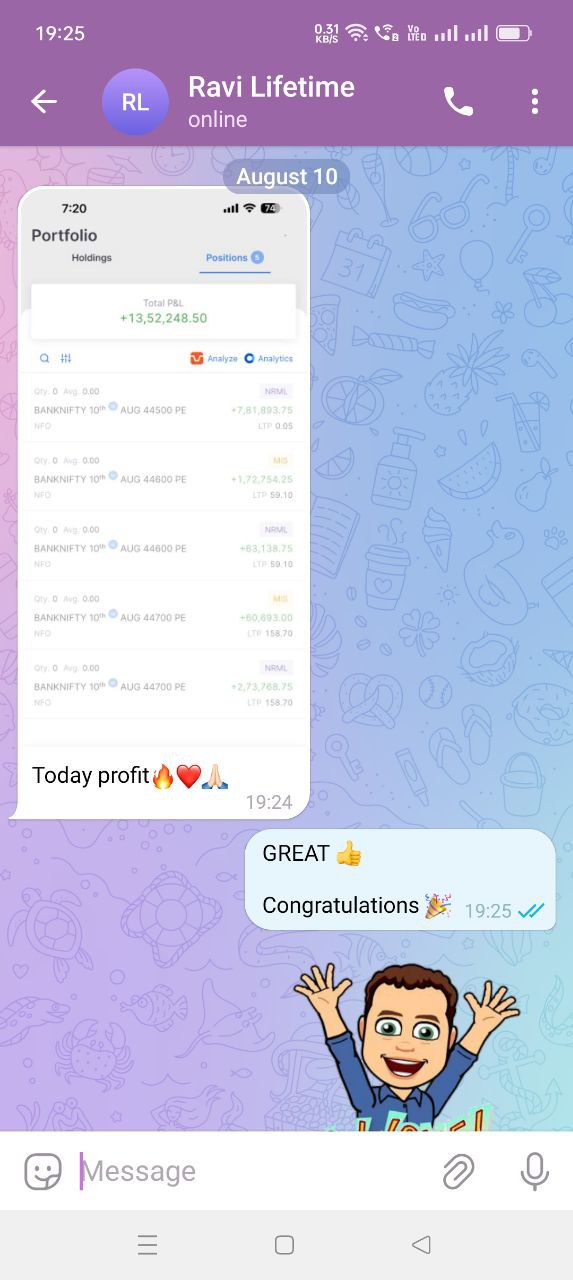 19:25
0.31 KB/S
Vo LTE D
RL
Ravi Lifetime
online
August 10
7:20
74
Portfolio
Holdings
Positions 5
Total P&L
+13,52,248.50
Analyze
Analytics
Qty. 0 Avg. 0.00
NRML
BANKNIFTY 10th AUG 44500 PE
+7,81,893.75
NFO
LTP 0.05
Qty. 0 Avg. 0.00
MIS
BANKNIFTY 10th AUG 44600 PE
+1,72,754.25
NFO
LTP 59.10
Qty. 0 Avg. 0.00
NRML
BANKNIFTY 10th AUG 44600 PE
+63,138.75
NFO
LTP 59.10
Qty. 0 Avg. 0.00
MIS
BANKNIFTY 10th AUG 44700 PE
+60,693.00
NFO
LTP 158.70
Qty. 0 Avg. 0.00
NRML
BANKNIFTY 10th AUG 44700 PE
+2,73,768.75
NFO
LTP 158.70
Today profit🔥❤️🙏🏻
19:24
GREAT 👍
Congratulations 🎉
19:25
Message